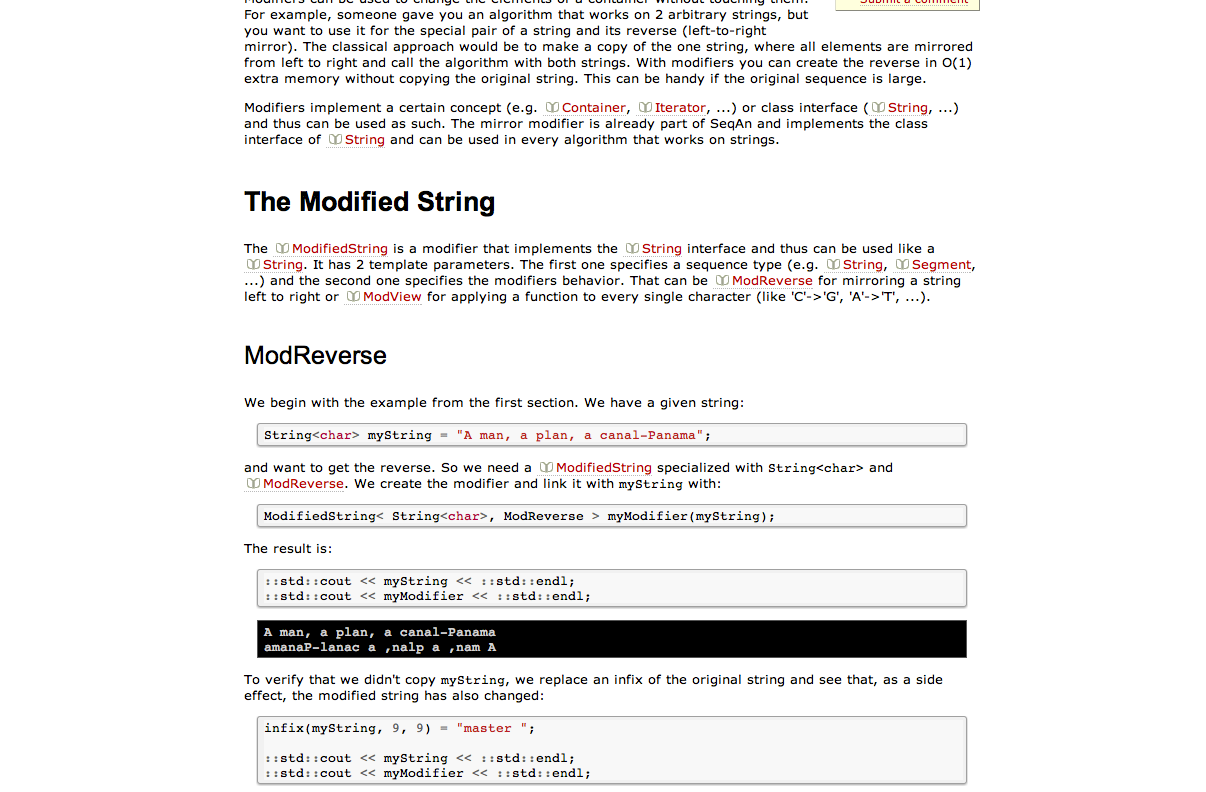 Modifiers can be used to change the elements of a container without touching them.
Submit a comment
For example, someone gave you an algorithm that works on 2 arbitrary strings, but
you want to use it for the special pair of a string and its reverse (left-to-right
mirror). The classical approach would be to make a copy of the one string, where all elements are mirrored
from left to right and call the algorithm with both strings. With modifiers you can create the reverse in O(1)
extra memory without copying the original string. This can be handy if the original sequence is large.
Modifiers implement a certain concept (e.g. Container, Iterator, ...) or class interface ( String, ...)
and thus can be used as such. The mirror modifier is already part of SeqAn and implements the class
interface of String and can be used in every algorithm that works on strings.
The Modified String
The ModifiedString is a modifier that implements the String interface and thus can be used like a
String. It has 2 template parameters. The first one specifies a sequence type (e.g. String, Segment,
...) and the second one specifies the modifiers behavior. That can be ModReverse for mirroring a string
left to right or ModView for applying a function to every single character (like 'C'->'G', 'A'->'T', ...).
ModReverse
We begin with the example from the first section. We have a given string:
String<char> myString = "A man, a plan, a canal-Panama";
and want to get the reverse. So we need a ModifiedString specialized with String<char> and
ModReverse. We create the modifier and link it with myString with:
ModifiedString< String<char>, ModReverse > myModifier(myString);
The result is:
::std::cout << myString << ::std::endl;
::std::cout << myModifier << ::std::endl;
A man, a plan, a canal-Panama
amanaP-lanac a ,nalp a ,nam A
To verify that we didn't copy myString, we replace an infix of the original string and see that, as a side
effect, the modified string has also changed:
infix(myString, 9, 9) = "master ";
::std::cout << myString << ::std::endl;
::std::cout << myModifier << ::std::endl;